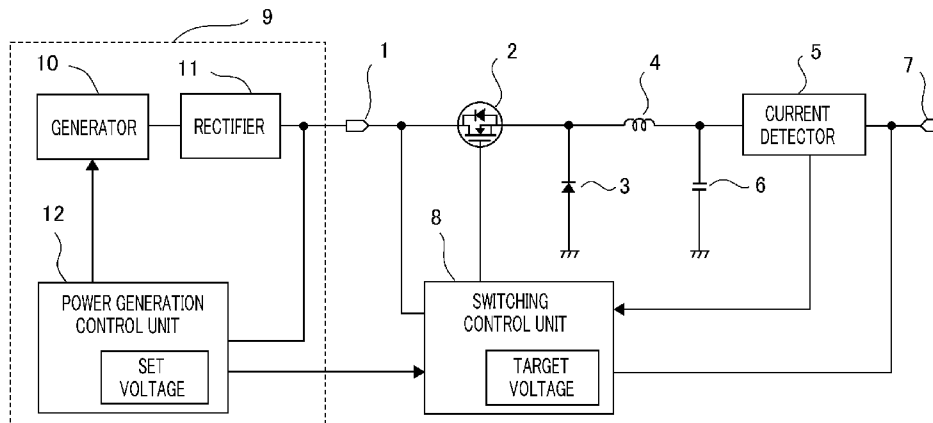 9
10
11
1
2
4
5
7
GENERATOR
RECTIFIER
CURRENT
DETECTOR
3
6
12
8
POWER GENERATION
CONTROL UNIT
SET
VOLTAGE
SWITCHING
CONTROL UNIT
TARGET
VOLTAGE